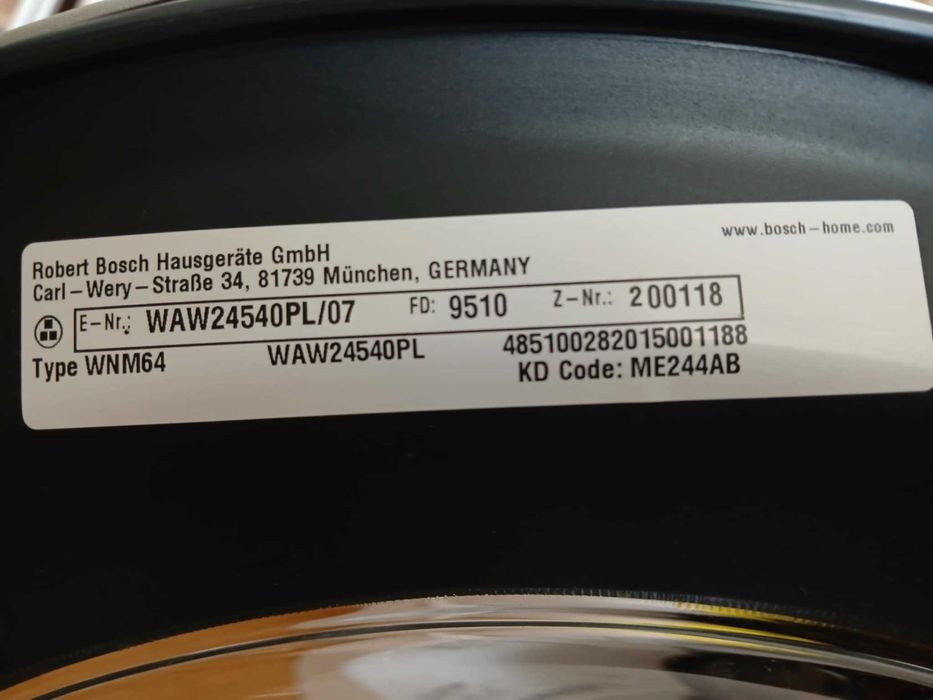 www.bosch-home.com
Robert Bosch Hausgeräte GmbH
Carl-Wery-Straße 34, 81739 München, GERMANY
E-Nr.: WAW24540PL/07 FD: 9510 Z-Nr.: 200118
Type WNM64 WAW24540PL 485100282015001188
KD Code: ME244AB